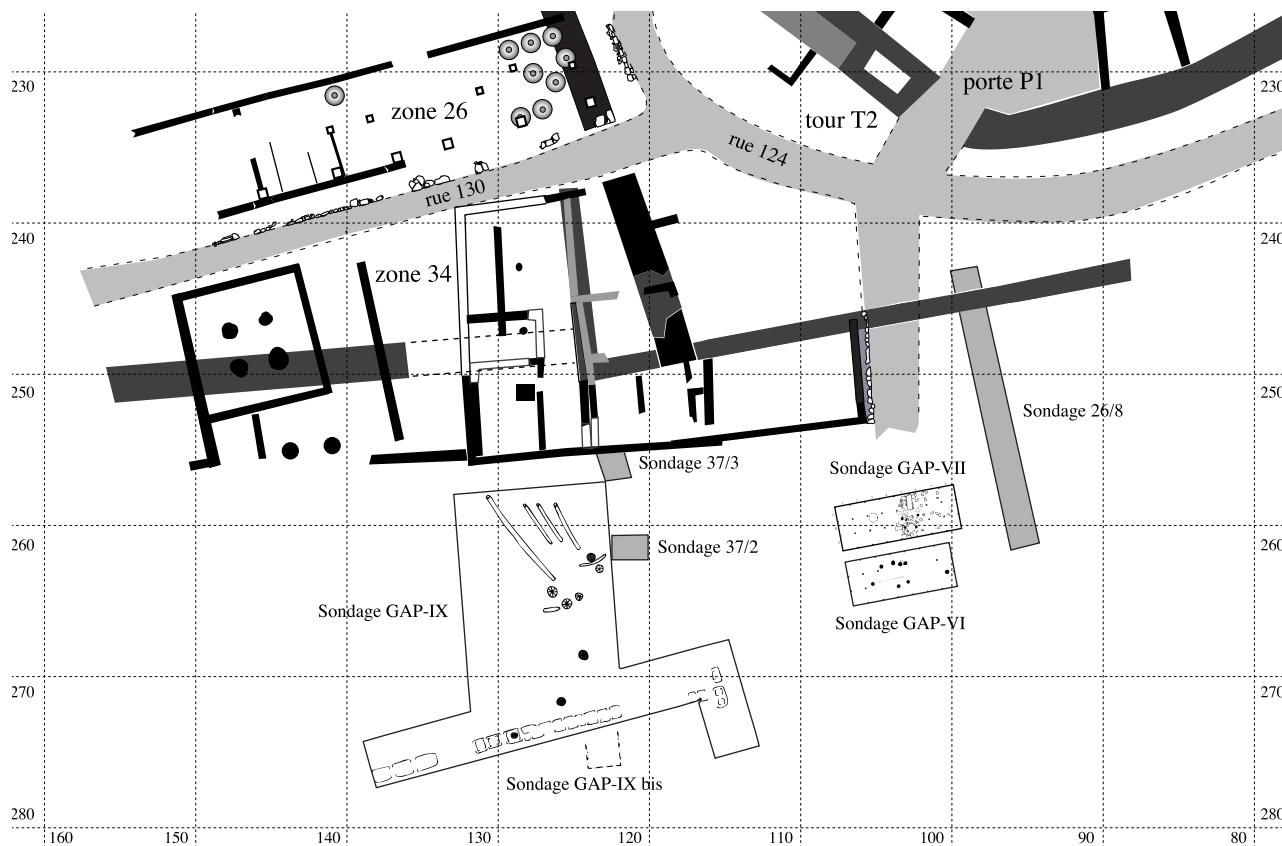 230
zone 26
porte P1
230
tour T2
rue 124
rue 130
240
240
zone 34
250
Sondage 26/8
250
Sondage 37/3
Sondage GAP-VII
260
Sondage 37/2
260
Sondage GAP-IX
Sondage GAP-VI
270
270
Sondage GAP-IX bis
280
280
160
150
140
130
120
110
100
90
80